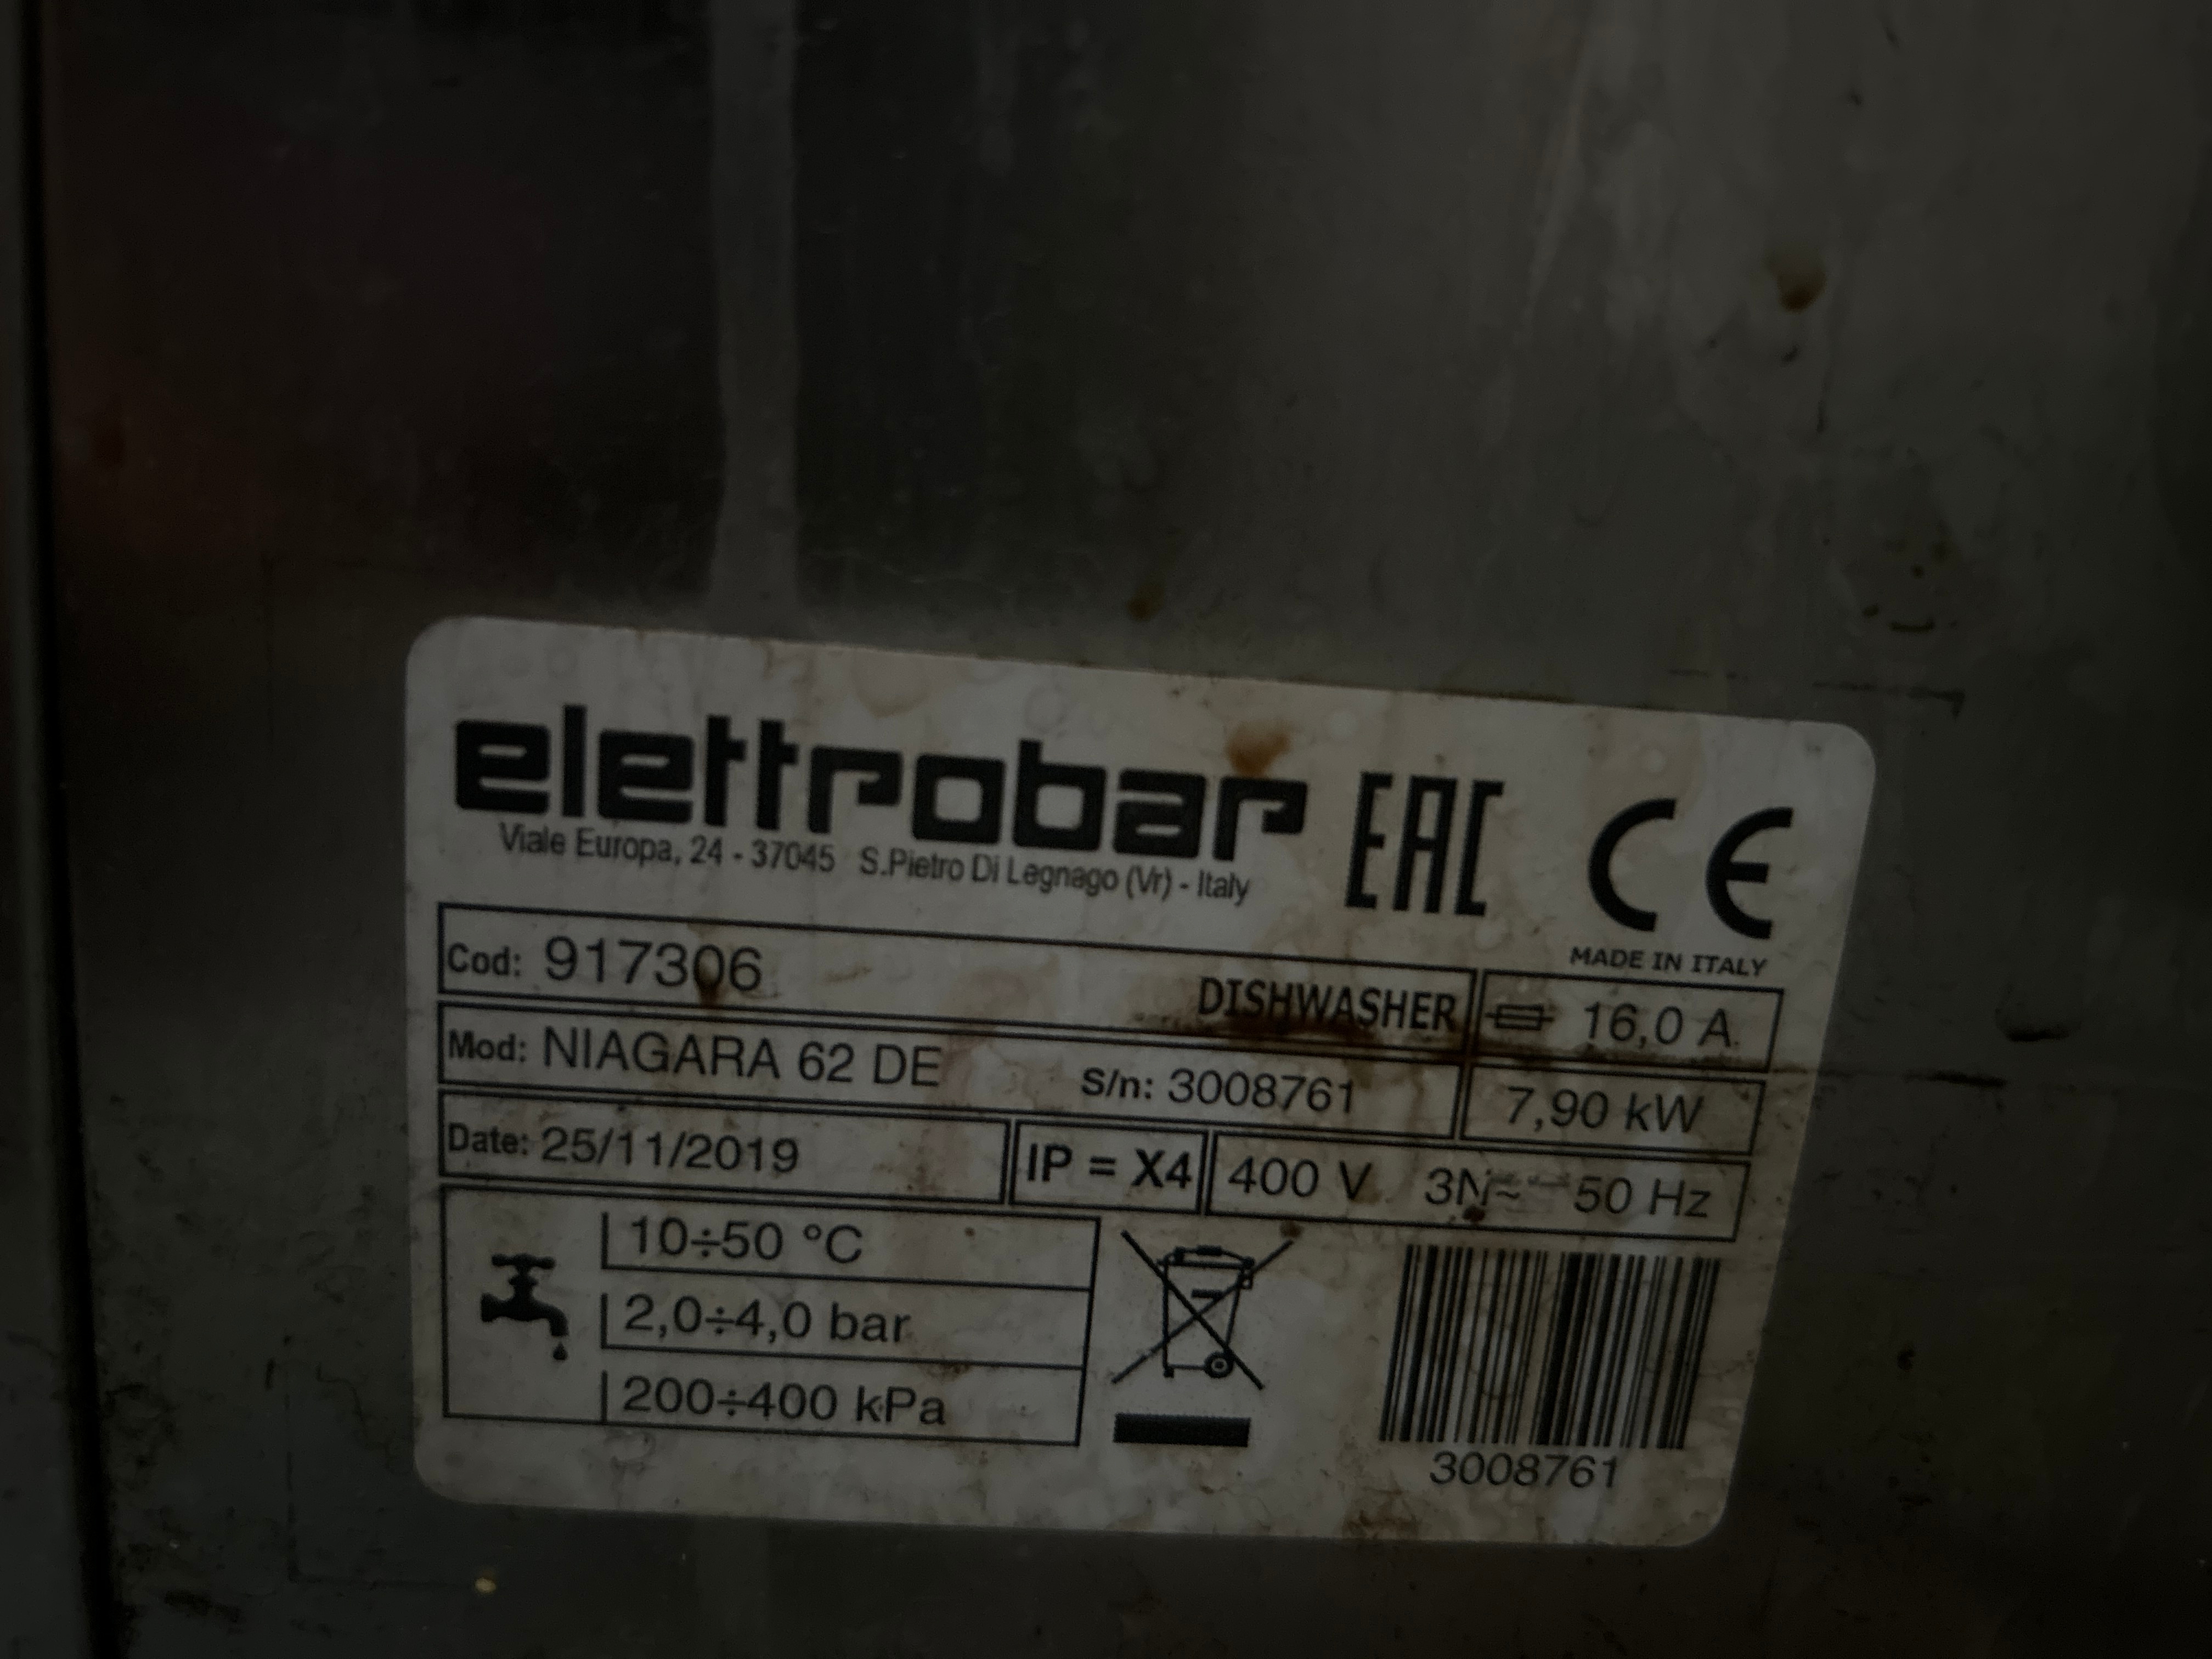 elettrobar EAC CE
Viale Europa, 24 - 37045 S.Pietro Di Legnago (Vr) - Italy
MADE IN ITALY
Cod: 917306 DISHWASHER 16,0 A
Mod: NIAGARA 62 DE S/n: 3008761 7,90 kW
Date: 25/11/2019 IP = X4 400 V 3N~ 50 Hz
10÷50 °C
2,0÷4,0 bar
200÷400 kPa
3008761